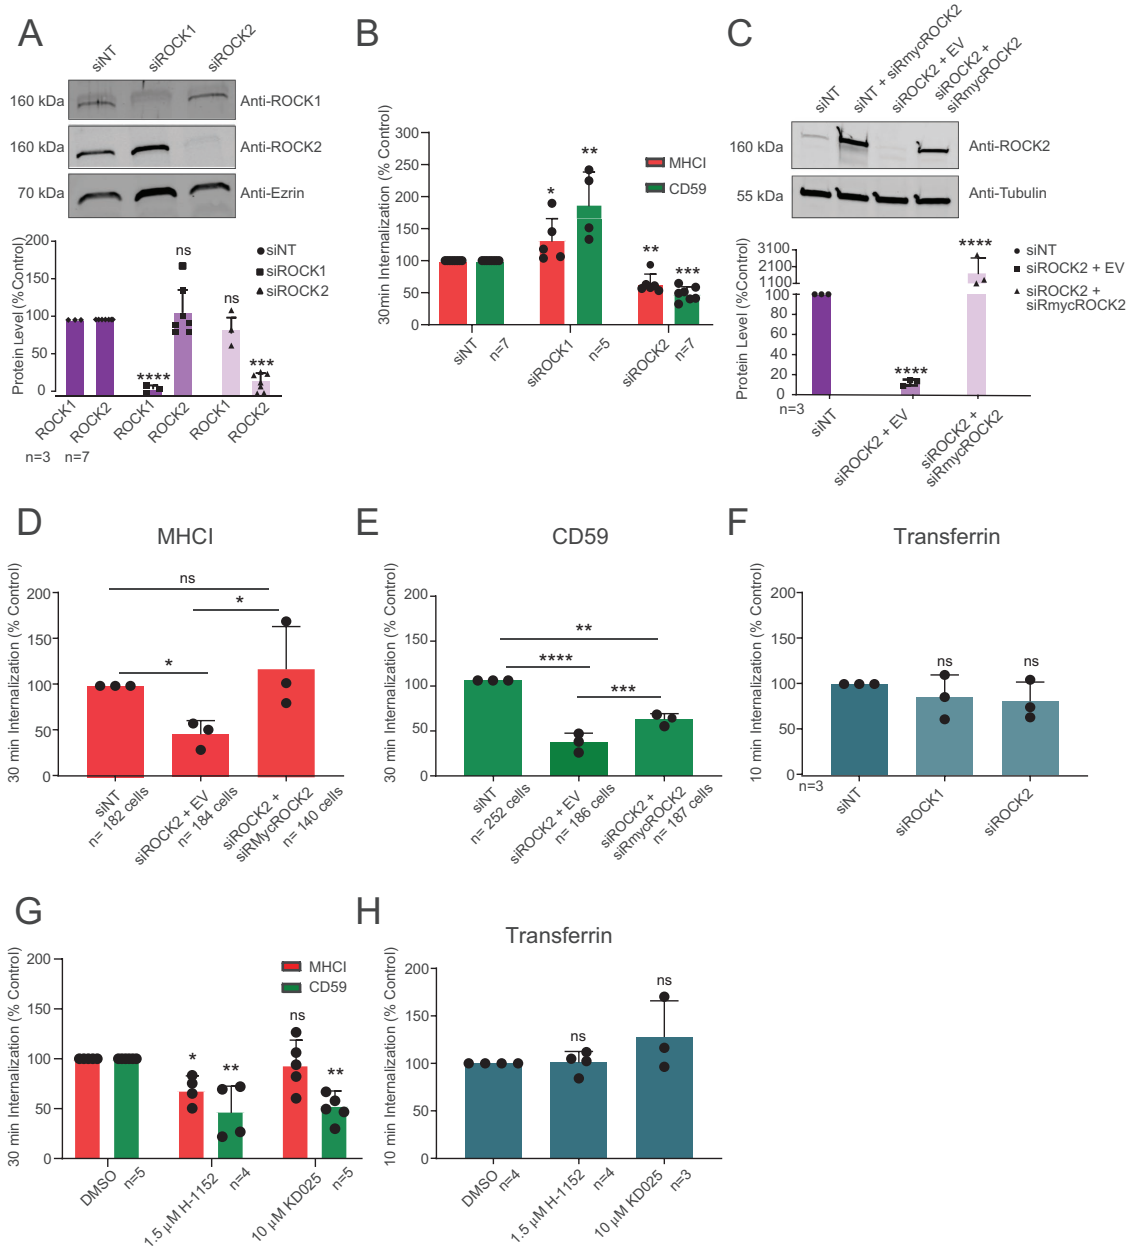 A
siNT
siROCK1
siROCK2
160 kDa
Anti-ROCK1
160 kDa
Anti-ROCK2
70 kDa
Anti-Ezrin
Protein Level (%Control)
200
150
100
50
0
ns
ns
****
***
siNT
siROCK1
siROCK2
ROCK1
ROCK2
ROCK1
ROCK2
ROCK1
ROCK2
n=3
n=7
B
30min Internalization (% Control)
300
250
200
150
100
50
0
*
**
**
***
MHCI
CD59
siNT
n=7
siROCK1
n=5
siROCK2
n=7
C
siNT
siNT + siRmycROCK2
siROCK2 + EV
siROCK2 +
siRmycROCK2
160 kDa
Anti-ROCK2
55 kDa
Anti-Tubulin
Protein Level (%Control)
3100
2100
1100
100
80
60
40
20
0
****
****
siNT
siROCK2 + EV
siROCK2 +
siRmycROCK2
n=3
siNT
siROCK2 + EV
siROCK2 +
siRmycROCK2
D
MHCI
30 min Internalization (% Control)
200
150
100
50
0
ns
*
*
siNT
n= 182 cells
siROCK2 + EV
n= 184 cells
siROCK2 +
siRMycROCK2
n= 140 cells
E
CD59
30 min Internalization (% Control)
200
150
100
50
0
**
****
***
siNT
n= 252 cells
siROCK2 + EV
n= 186 cells
siROCK2 +
siRmycROCK2
n= 187 cells
F
Transferrin
10 min Internalization (% Control)
200
150
100
50
0
ns
ns
n=3
siNT
siROCK1
siROCK2
G
30 min Internalization (% Control)
200
150
100
50
0
MHCI
CD59
*
**
ns
**
DMSO
n=5
1.5 µM H-1152
n=4
10 µM KD025
n=5
H
Transferrin
10 min Internalization (% Control)
200
150
100
50
0
ns
ns
DMSO
n=4
1.5 µM H-1152
n=4
10 µM KD025
n=3